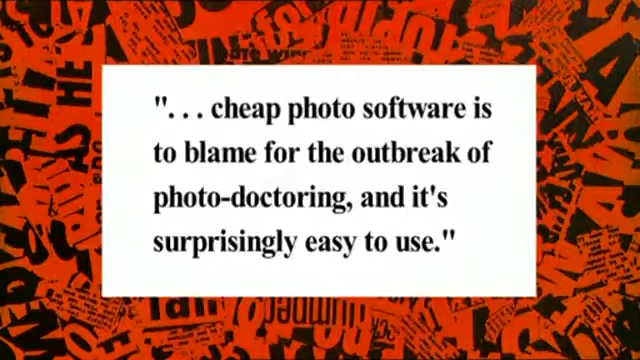 ". . . cheap photo software is
to blame for the outbreak of
photo-doctoring, and it's
surprisingly easy to use."